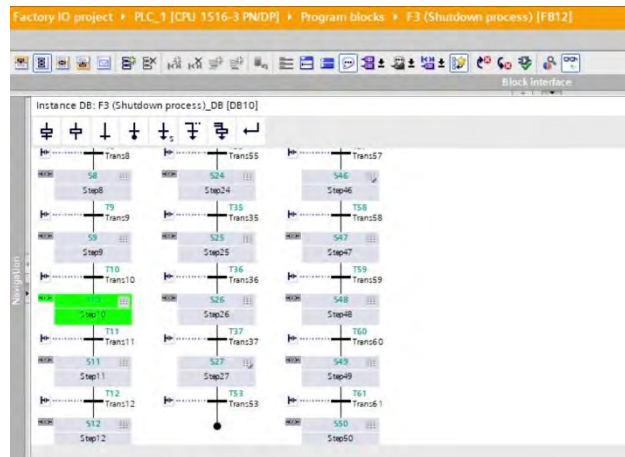 Factory IO project ▸ PLC_1 [CPU 1516-3 PN/DP] ▸ Program blocks ▸ F3 (Shutdown process) [FB12]
Block interface
Instance DB: F3 (Shutdown process)_DB [DB10]
Trans8 Trans55 Trans57
S8 S24 S46
Step8 Step24 Step46
T9 T35 T58
Trans9 Trans35 Trans58
S9 S25 S47
Step9 Step25 Step47
T10 T36 T59
Trans10 Trans36 Trans59
S26 S48
Step10 Step26 Step48
T11 T37 T60
Trans11 Trans37 Trans60
S11 S27 S49
Step11 Step27 Step49
T12 T53 T61
Trans12 Trans53 Trans61
S12 S50
Step12 Step50
Navigation